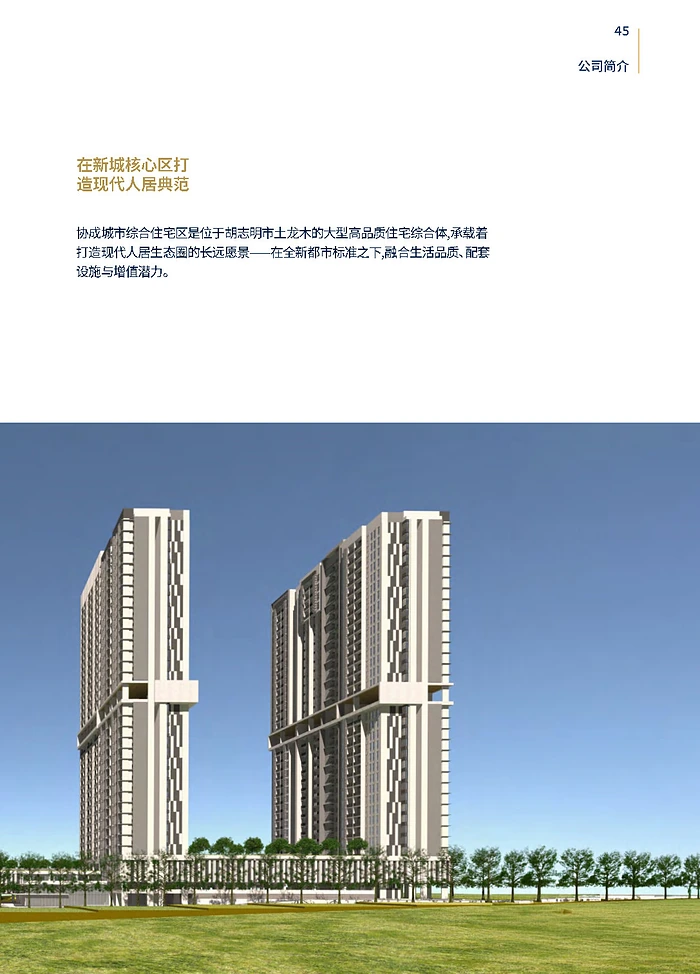 45
公司简介
在新城核心区打
造现代人居典范
协成城市综合住宅区是位于胡志明市土龙木的大型高品质住宅综合体,承载着
打造现代人居生态圈的长远愿景——在全新都市标准之下,融合生活品质、配套
设施与增值潜力。